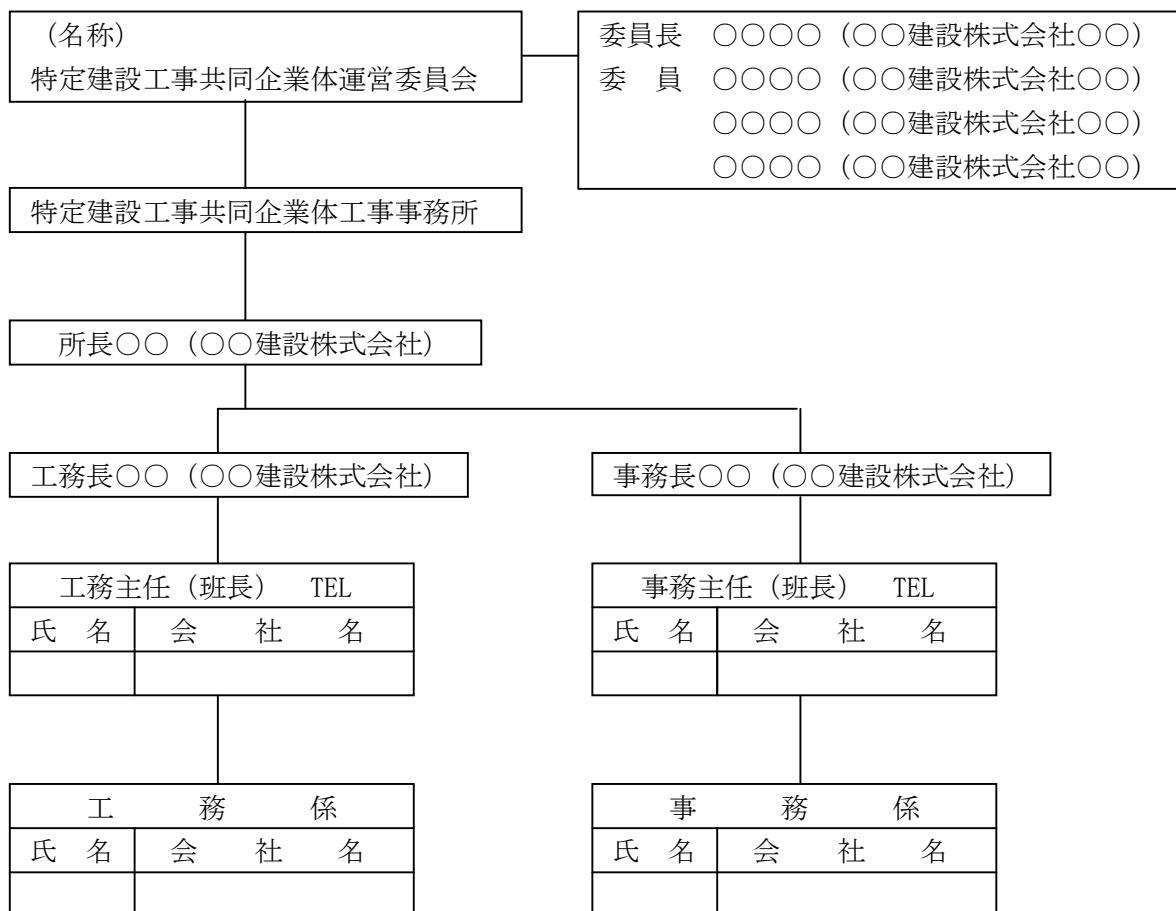 （名称）
特定建設工事共同企業体運営委員会
委員長　○○○○（○○建設株式会社○○）
委　員　○○○○（○○建設株式会社○○）
○○○○（○○建設株式会社○○）
○○○○（○○建設株式会社○○）
特定建設工事共同企業体工事事務所
所長○○（○○建設株式会社）
工務長○○（○○建設株式会社）
事務長○○（○○建設株式会社）
工務主任（班長）　TEL
氏　名　会　社　名
事務主任（班長）　TEL
氏　名　会　社　名
工　務　係
氏　名　会　社　名
事　務　係
氏　名　会　社　名